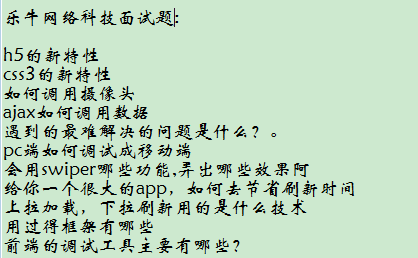 乐牛网络科技面试题:
h5的新特性
css3的新特性
如何调用摄像头
ajax如何调用数据
遇到的最难解决的问题是什么？。
pc端如何调试成移动端
会用swiper哪些功能,弄出哪些效果阿
给你一个很大的app，如何去节省刷新时间
上拉加载，下拉刷新用的是什么技术
用过得框架有哪些
前端的调试工具主要有哪些?